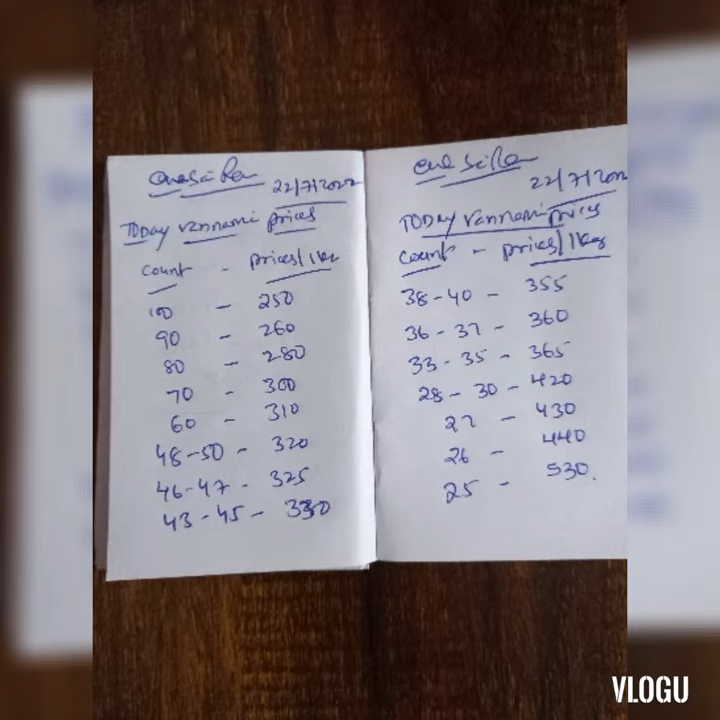 22/7/2022
TODay vannami prices
count - prices/1kg
100 - 250
90 - 260
80 - 280
70 - 300
60 - 310
48-50 - 320
46-47 - 325
43-45 - 330
22/7/202
TODay vannami prices
count - prices/1kg
38-40 - 355
36-37 - 360
33-35 - 365
28-30 - 420
27 - 430
26 - 440
25 - 530.
VLOGU